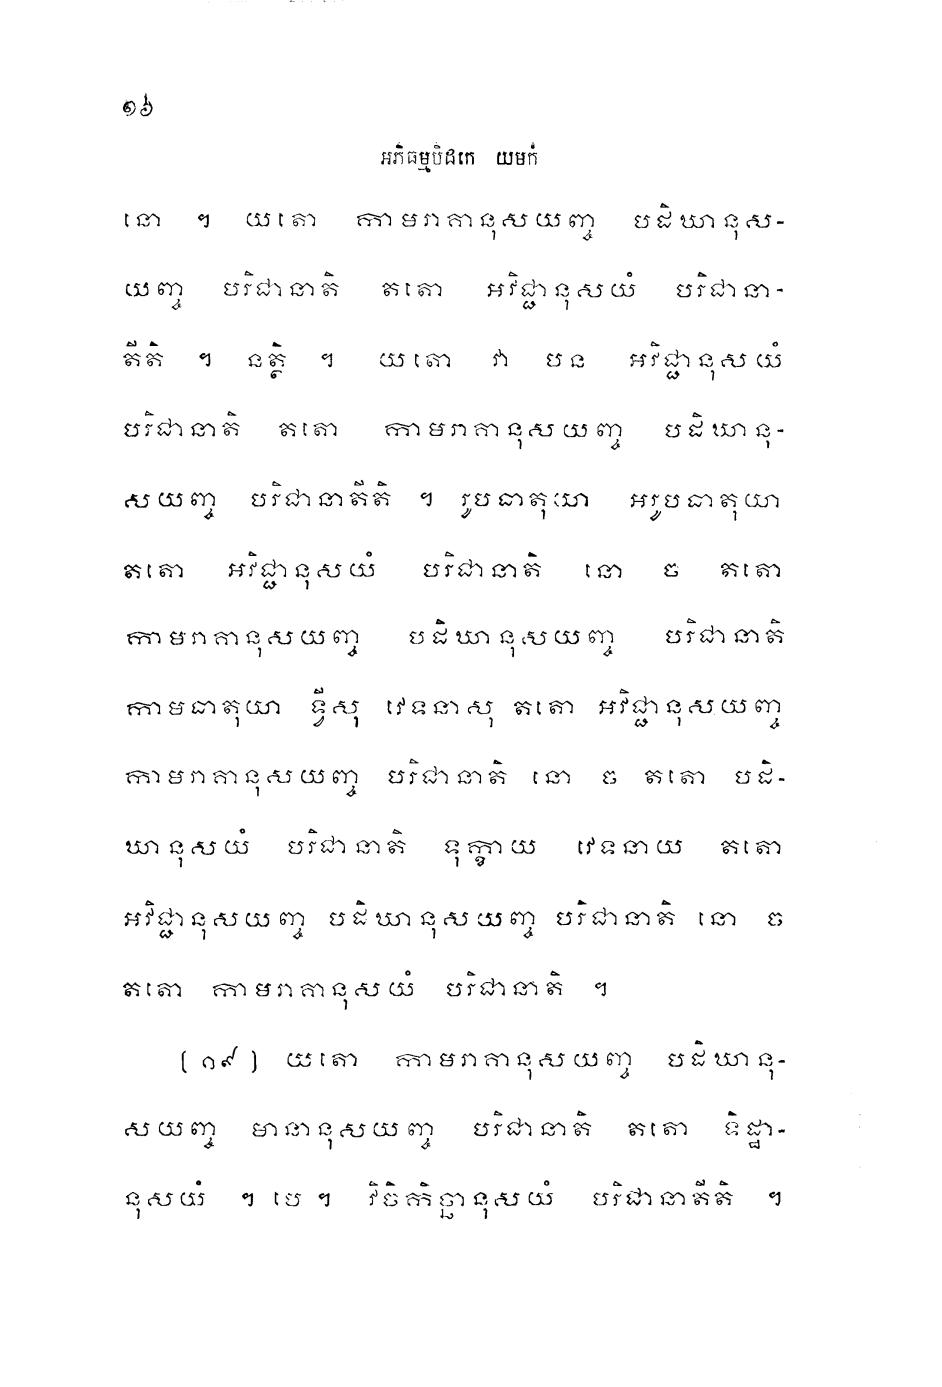 ១៦
អភិធម្មបិដកេ យមកំ
នោ ។ យតោ កាមរាគានុសយញ្ច បដិឃានុស-
យញ្ច បរិជានាតិ តតោ អវិជ្ជានុសយំ បរិជានា-
តីតិ ។ នត្ថិ ។ យតោ វា បន អវិជ្ជានុសយំ
បរិជានាតិ តតោ កាមរាគានុសយញ្ច បដិឃានុ-
សយញ្ច បរិជានាតីតិ ។ រូបធាតុយា អរូបធាតុយា
តតោ អវិជ្ជានុសយំ បរិជានាតិ នោ ច តតោ
កាមរាគានុសយញ្ច បដិឃានុសយញ្ច បរិជានាតិ
កាមធាតុយា ទ្វីសុ វេទនាសុ តតោ អវិជ្ជានុសយញ្ច
កាមរាគានុសយញ្ច បរិជានាតិ នោ ច តតោ បដិ-
ឃានុសយំ បរិជានាតិ ទុក្ខាយ វេទនាយ តតោ
អវិជ្ជានុសយញ្ច បដិឃានុសយញ្ច បរិជានាតិ នោ ច
តតោ កាមរាគានុសយំ បរិជានាតិ ។
(១៩) យតោ កាមរាគានុសយញ្ច បដិឃានុ-
សយញ្ច មានានុសយញ្ច បរិជានាតិ តតោ ទិដ្ឋា-
នុសយំ ។ បេ ។ វិចិកិច្ឆានុសយំ បរិជានាតីតិ ។